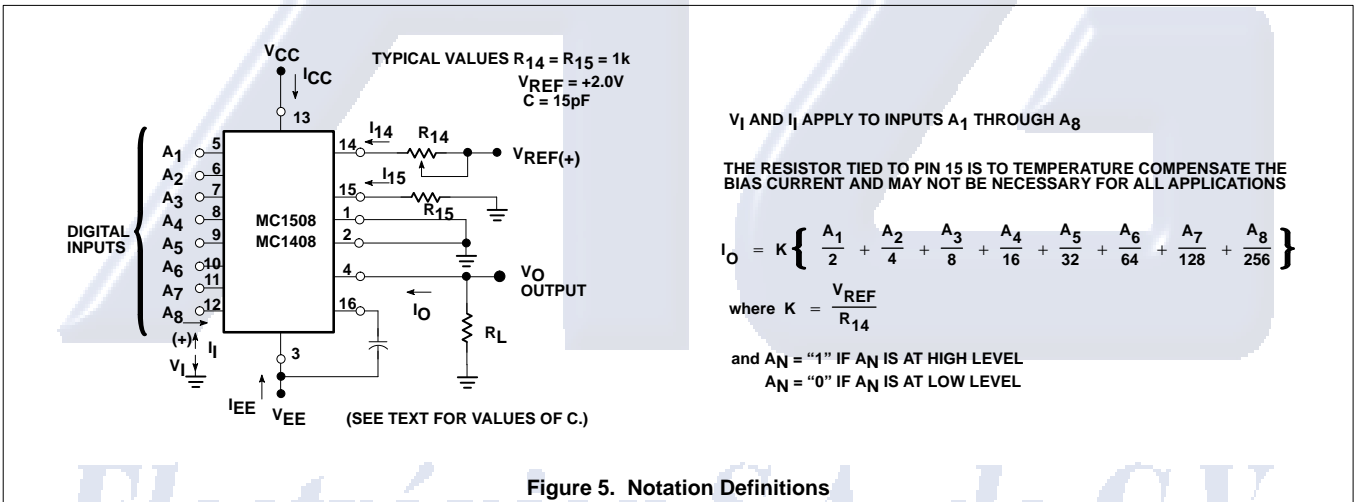 VCC
ICC
13
TYPICAL VALUES R14 = R15 = 1k
VREF = +2.0V
C = 15pF
DIGITAL
INPUTS
A1 5
A2 6
A3 7
A4 8
A5 9
A6 10
A7 11
A8 12
(+)
II
VI
MC1508
MC1408
14
I14
R14
VREF(+)
15
I15
R15
1
2
4
VO
OUTPUT
16
IO
RL
3
IEE
VEE
(SEE TEXT FOR VALUES OF C.)
VI AND II APPLY TO INPUTS A1 THROUGH A8
THE RESISTOR TIED TO PIN 15 IS TO TEMPERATURE COMPENSATE THE
BIAS CURRENT AND MAY NOT BE NECESSARY FOR ALL APPLICATIONS
IO = K { A1/2 + A2/4 + A3/8 + A4/16 + A5/32 + A6/64 + A7/128 + A8/256 }
where K = VREF/R14
and AN = “1” IF AN IS AT HIGH LEVEL
AN = “0” IF AN IS AT LOW LEVEL
Figure 5. Notation Definitions